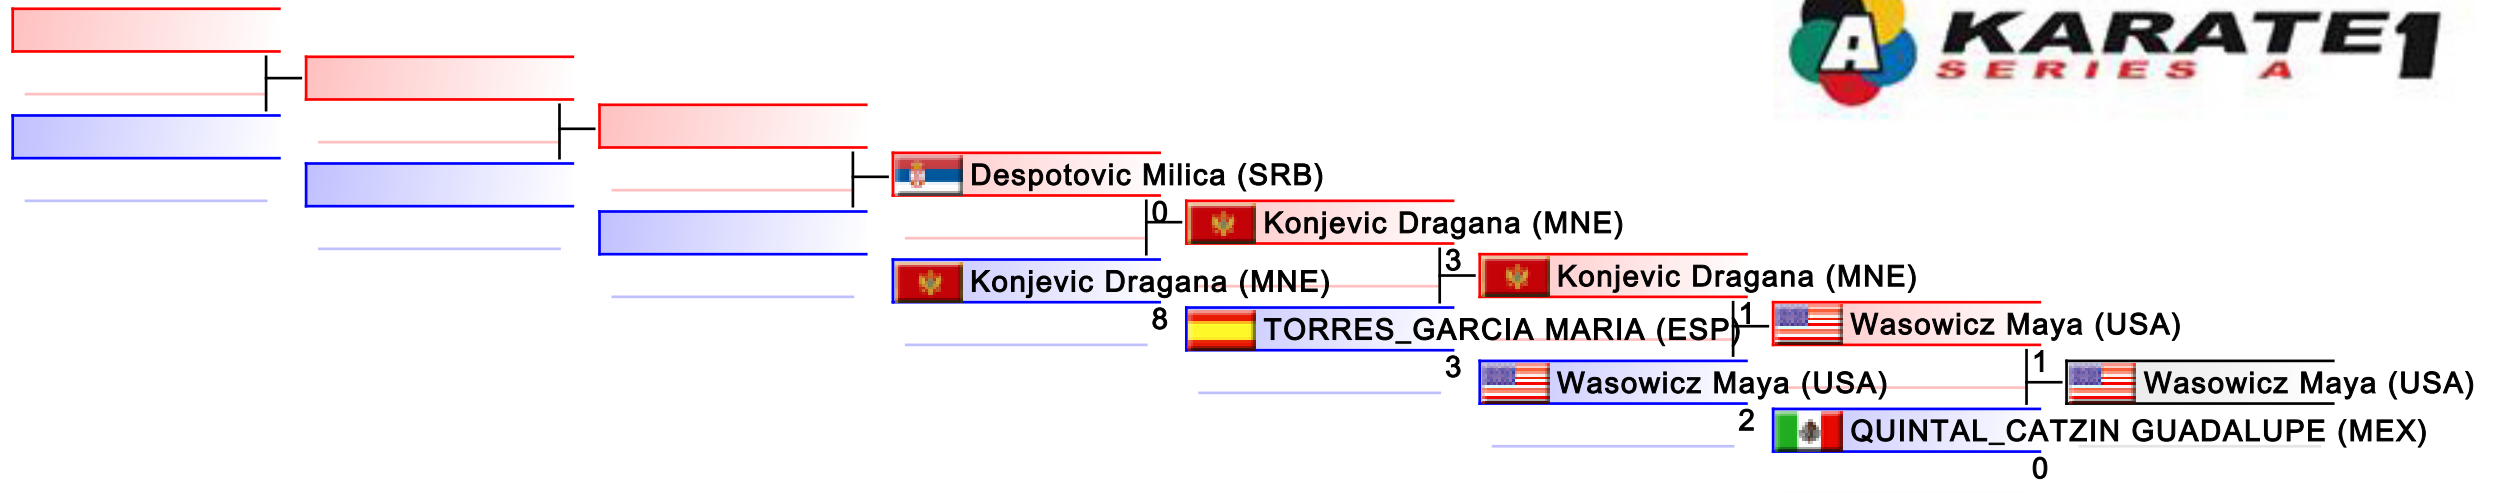 A KARATE1
SERIES A
Despotovic Milica (SRB)
0
Konjevic Dragana (MNE)
3
Konjevic Dragana (MNE)
8
Konjevic Dragana (MNE)
1
TORRES_GARCIA MARIA (ESP)
3
Wasowicz Maya (USA)
1
Wasowicz Maya (USA)
2
Wasowicz Maya (USA)
QUINTAL_CATZIN GUADALUPE (MEX)
0